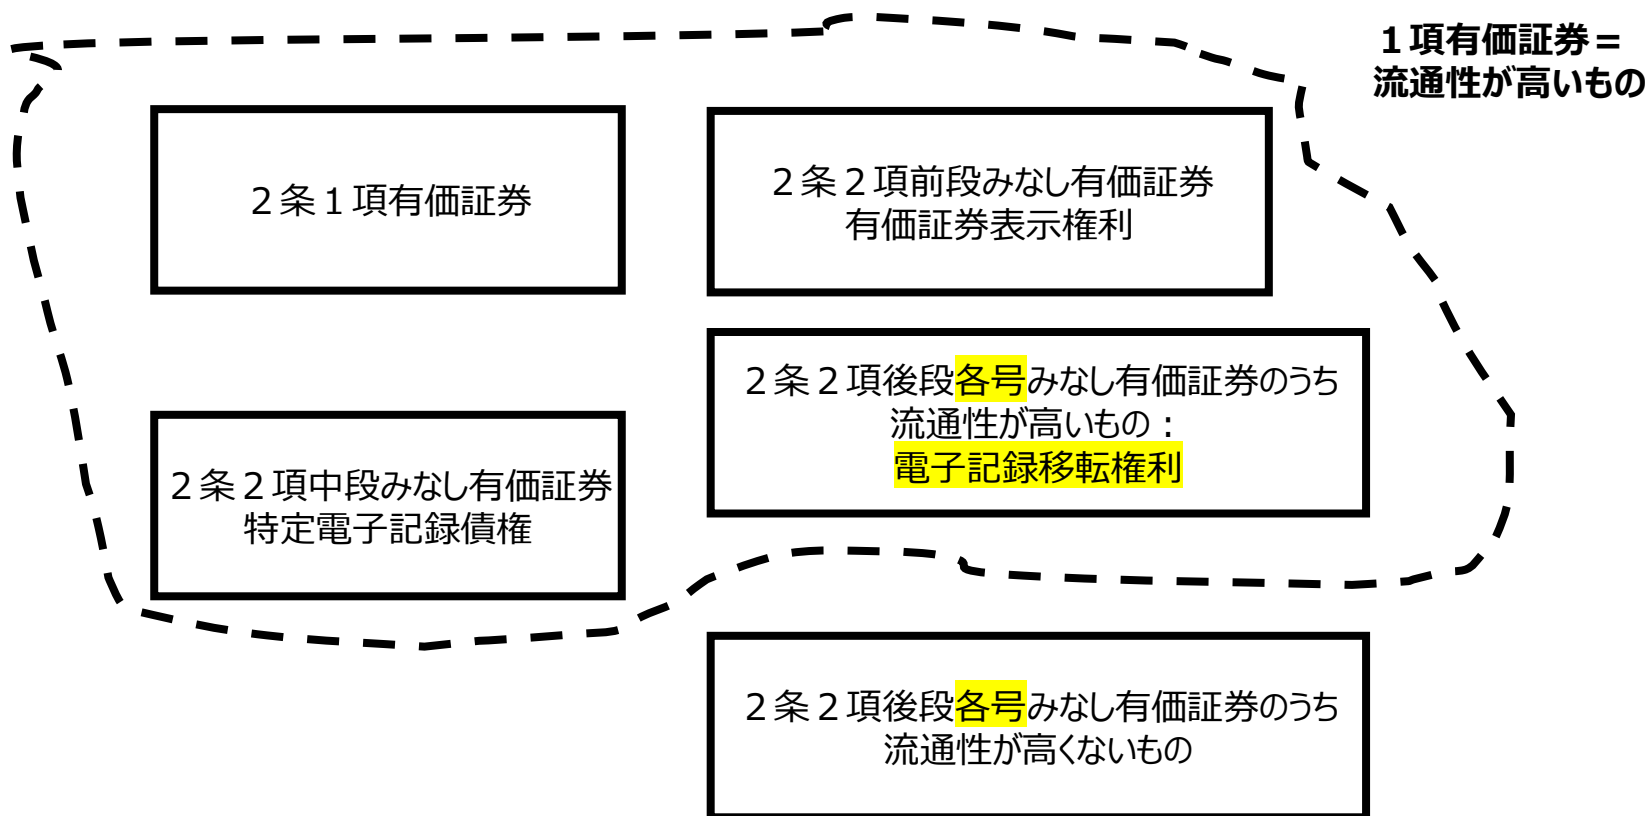 １項有価証券＝
流通性が高いもの
２条１項有価証券
２条２項前段みなし有価証券
有価証券表示権利
２条２項後段各号みなし有価証券のうち
流通性が高いもの：
電子記録移転権利
２条２項中段みなし有価証券
特定電子記録債権
２条２項後段各号みなし有価証券のうち
流通性が高くないもの